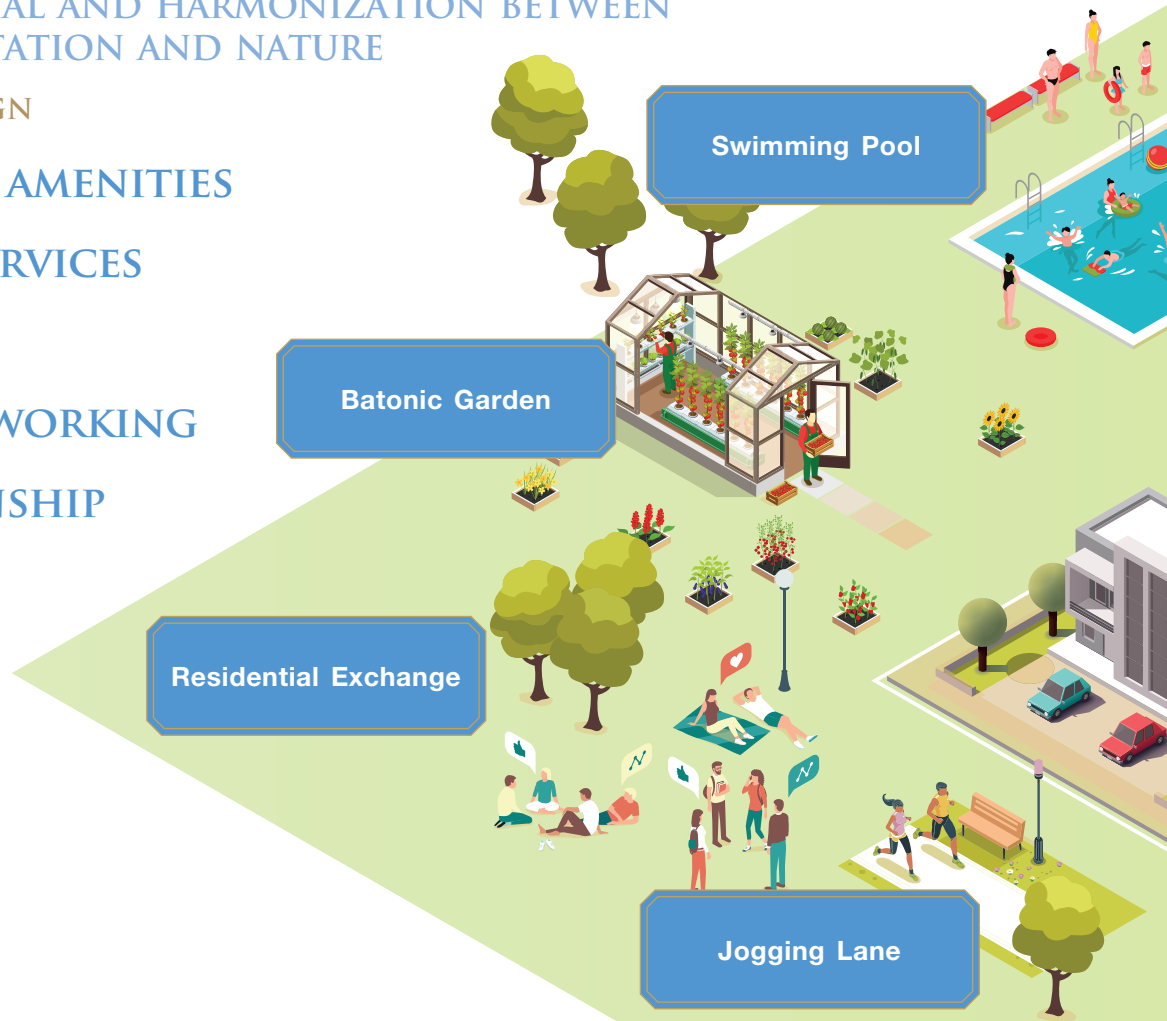 AL AND HARMONIZATION BETWEEN
TATION AND NATURE
GN
AMENITIES
RVICES
WORKING
NSHIP
Swimming Pool
Batonic Garden
Residential Exchange
Jogging Lane